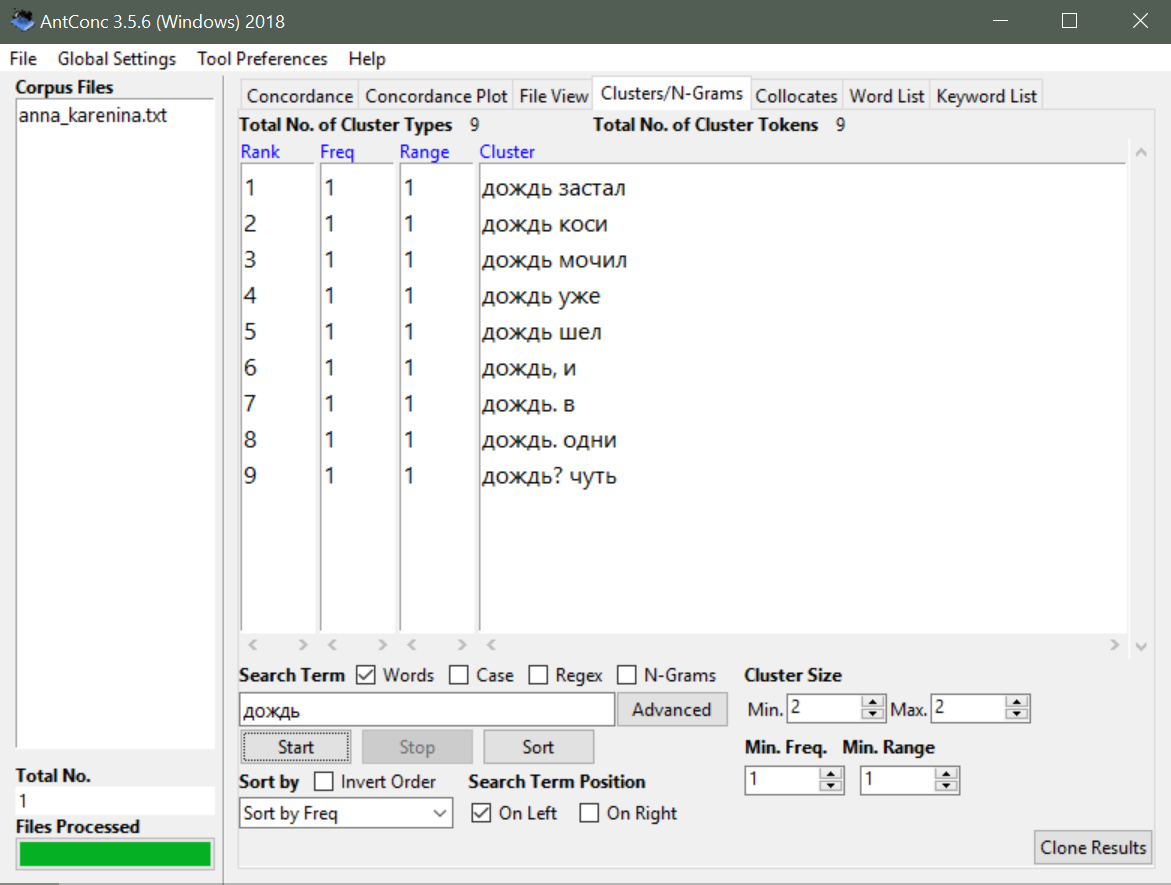 AntConc 3.5.6 (Windows) 2018
File Global Settings Tool Preferences Help
Corpus Files
anna_karenina.txt
Concordance Concordance Plot File View Clusters/N-Grams Collocates Word List Keyword List
Total No. of Cluster Types 9 Total No. of Cluster Tokens 9
Rank Freq Range Cluster
1 1 1 дождь застал
2 1 1 дождь коси
3 1 1 дождь мочил
4 1 1 дождь уже
5 1 1 дождь шел
6 1 1 дождь, и
7 1 1 дождь. в
8 1 1 дождь. одни
9 1 1 дождь? чуть
Search Term Words Case Regex N-Grams Cluster Size
дождь Advanced Min. 2 Max. 2
Start Stop Sort Min. Freq. Min. Range
1 1
Sort by Invert Order Search Term Position
Sort by Freq On Left On Right
Clone Results
Total No.
1
Files Processed